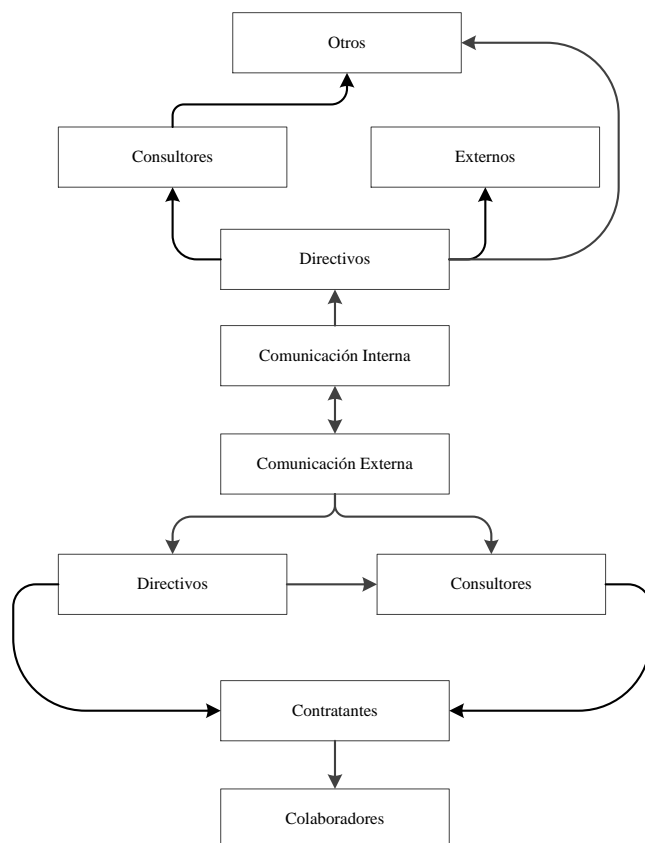 Otros
Consultores
Externos
Directivos
Comunicación Interna
Comunicación Externa
Directivos
Consultores
Contratantes
Colaboradores